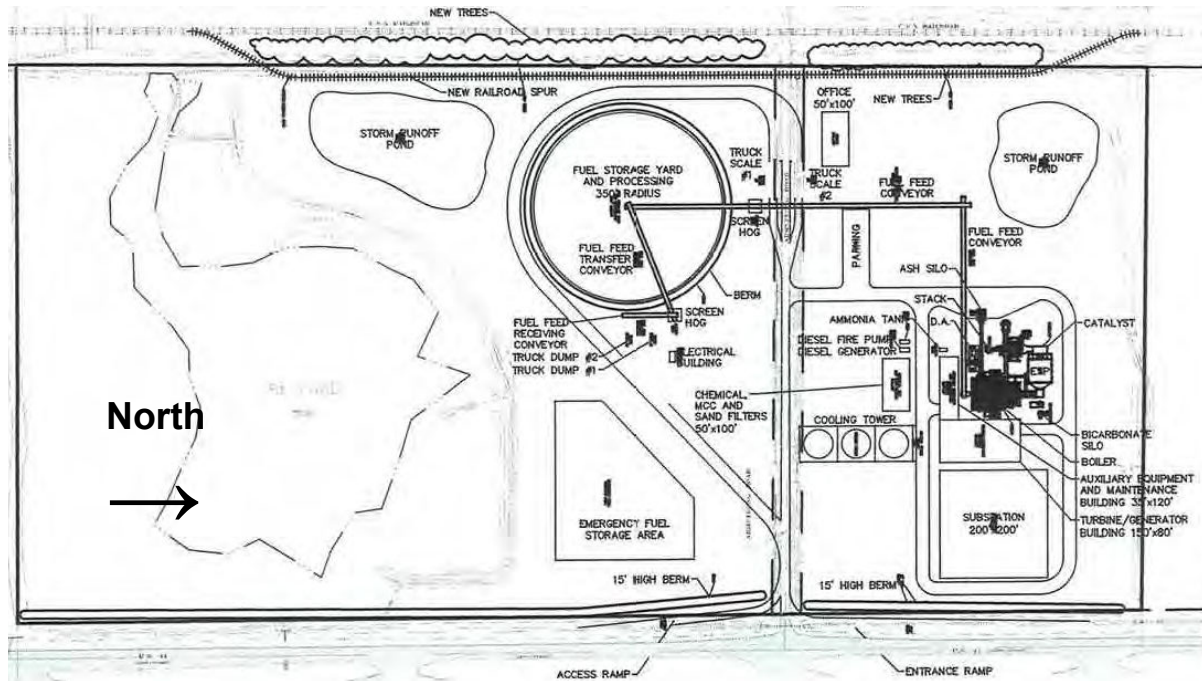 NEW TREES
NEW RAILROAD SPUR
NEW TREES
OFFICE
50'x100'
STORM RUNOFF
POND
STORM RUNOFF
POND
TRUCK
SCALE
#1
TRUCK
SCALE
#2
FUEL STORAGE YARD
AND PROCESSING
350' RADIUS
FUEL FEED
CONVEYOR
SCREEN
HOG
FUEL FEED
CONVEYOR
PARKING
FUEL FEED
TRANSFER
CONVEYOR
BERM
ASH SILO
STACK
AMMONIA TANK
D.A.
CATALYST
SCREEN
HOG
FUEL FEED
RECEIVING
CONVEYOR
TRUCK DUMP #2
TRUCK DUMP #1
ELECTRICAL
BUILDING
DIESEL FIRE PUMP
DIESEL GENERATOR
ESP
CHEMICAL,
MCC AND
SAND FILTERS
50'x100'
COOLING TOWER
North
BICARBONATE
SILO
BOILER
AUXILIARY EQUIPMENT
AND MAINTENANCE
BUILDING 35'x120'
TURBINE/GENERATOR
BUILDING 150'x80'
SUBSTATION
200'x200'
EMERGENCY FUEL
STORAGE AREA
15' HIGH BERM
15' HIGH BERM
ACCESS RAMP
ENTRANCE RAMP